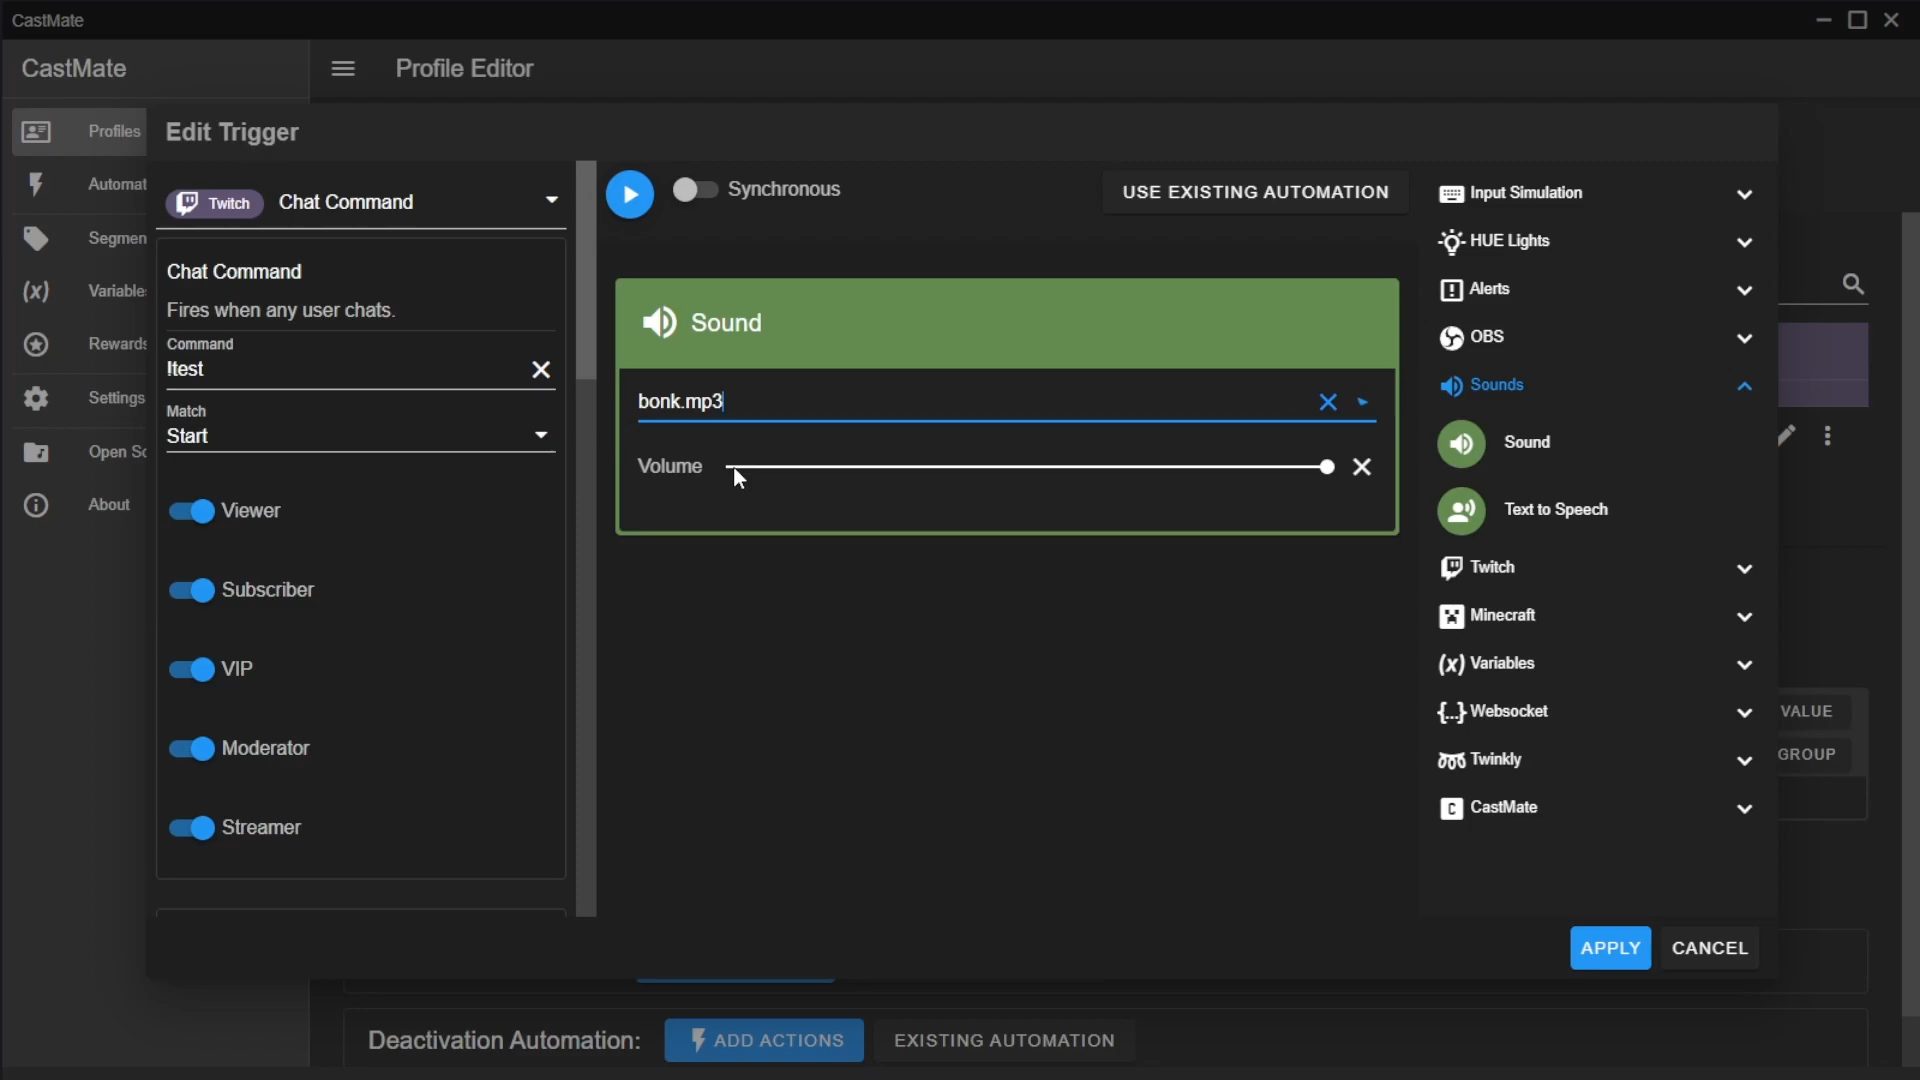 CastMate
CastMate
Profile Editor
Profiles
Automat
Segmen
Variable
Rewards
Settings
Open So
About
Edit Trigger
Twitch
Chat Command
Chat Command
Fires when any user chats.
Command
!test
Match
Start
Viewer
Subscriber
VIP
Moderator
Streamer
Synchronous
USE EXISTING AUTOMATION
Sound
bonk.mp3
Volume
Input Simulation
HUE Lights
Alerts
OBS
Sounds
Sound
Text to Speech
Twitch
Minecraft
(x) Variables
{...} Websocket
Twinkly
C CastMate
VALUE
GROUP
APPLY
CANCEL
Deactivation Automation:
ADD ACTIONS
EXISTING AUTOMATION